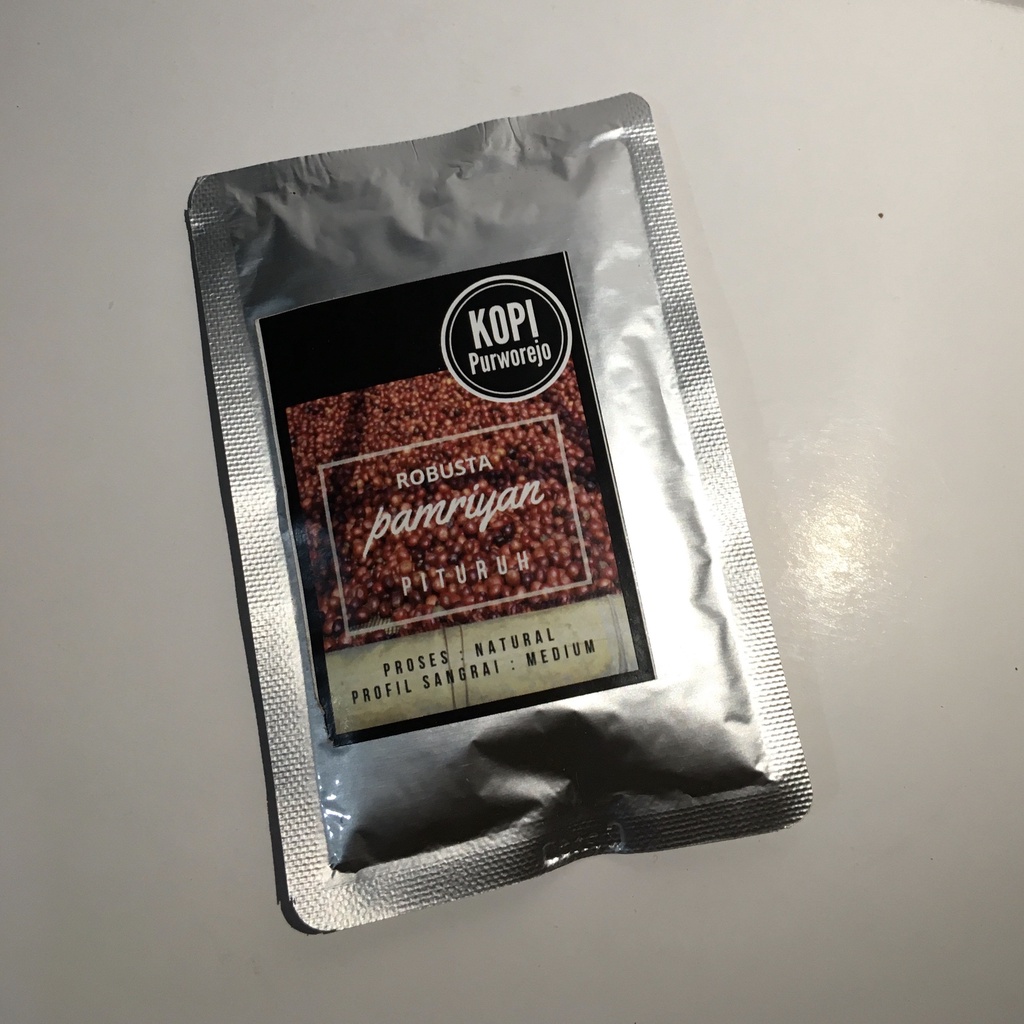 KOPI
Purworejo
ROBUSTA
pamriyan
PITURUH
PROSES : NATURAL
PROFIL SANGRAI : MEDIUM